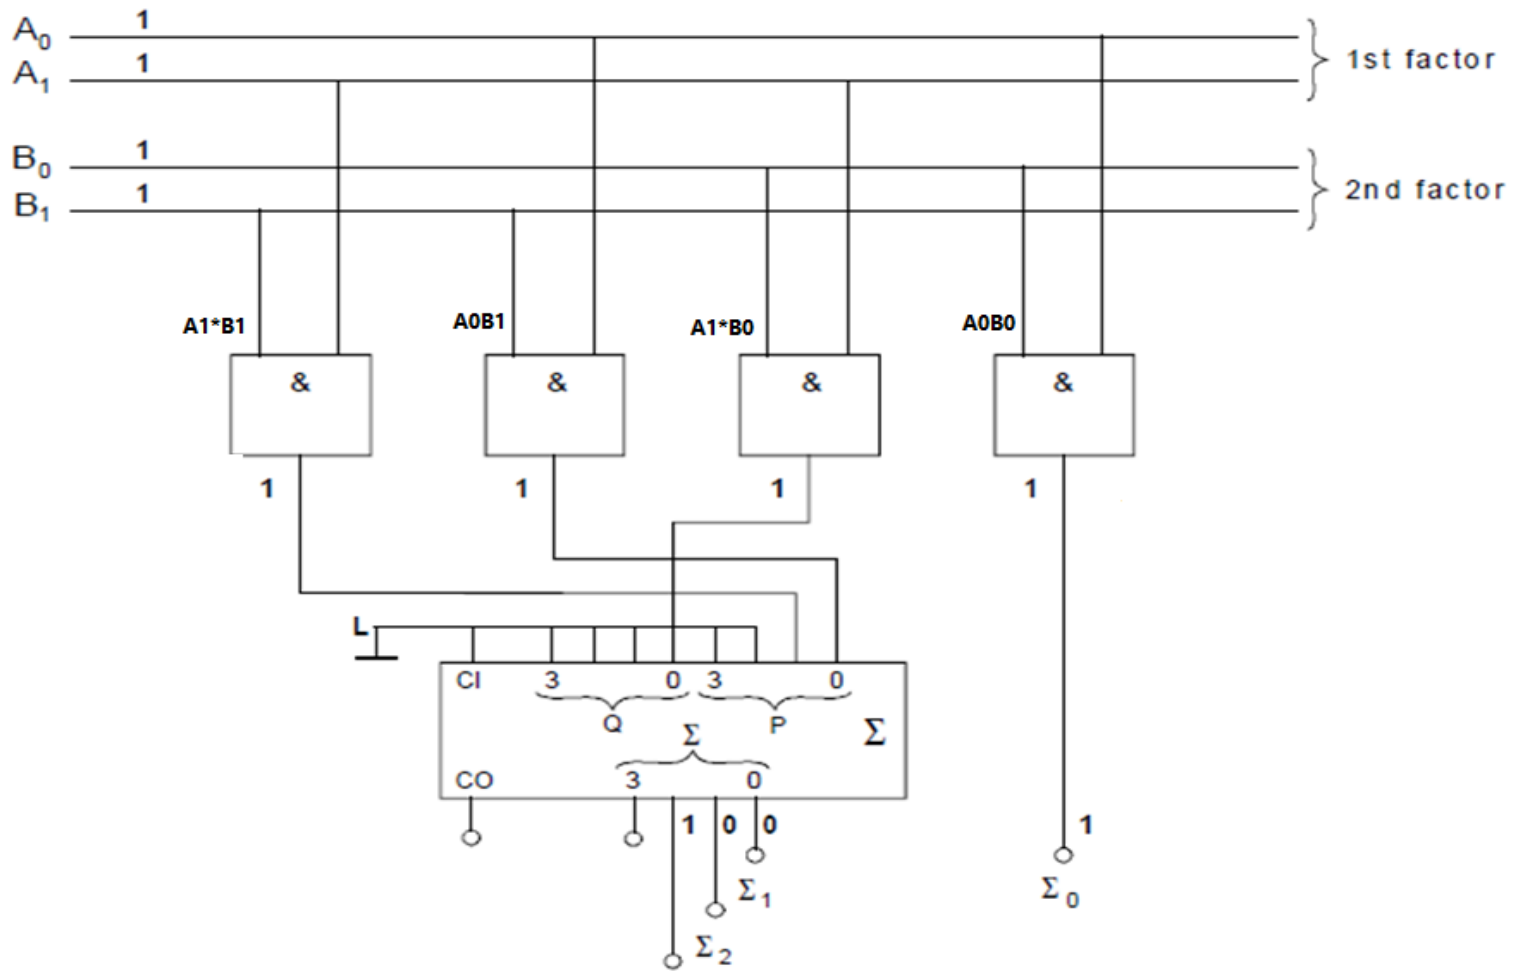 A0 1
A1 1
1st factor
B0 1
B1 1
2nd factor
A1*B1 A0B1 A1*B0 A0B0
& & & &
1 1 1 1
L
CI 3 0 3 0
Q P Σ
Σ
CO 3 0
1 0 0 1
Σ1 Σ0
Σ2